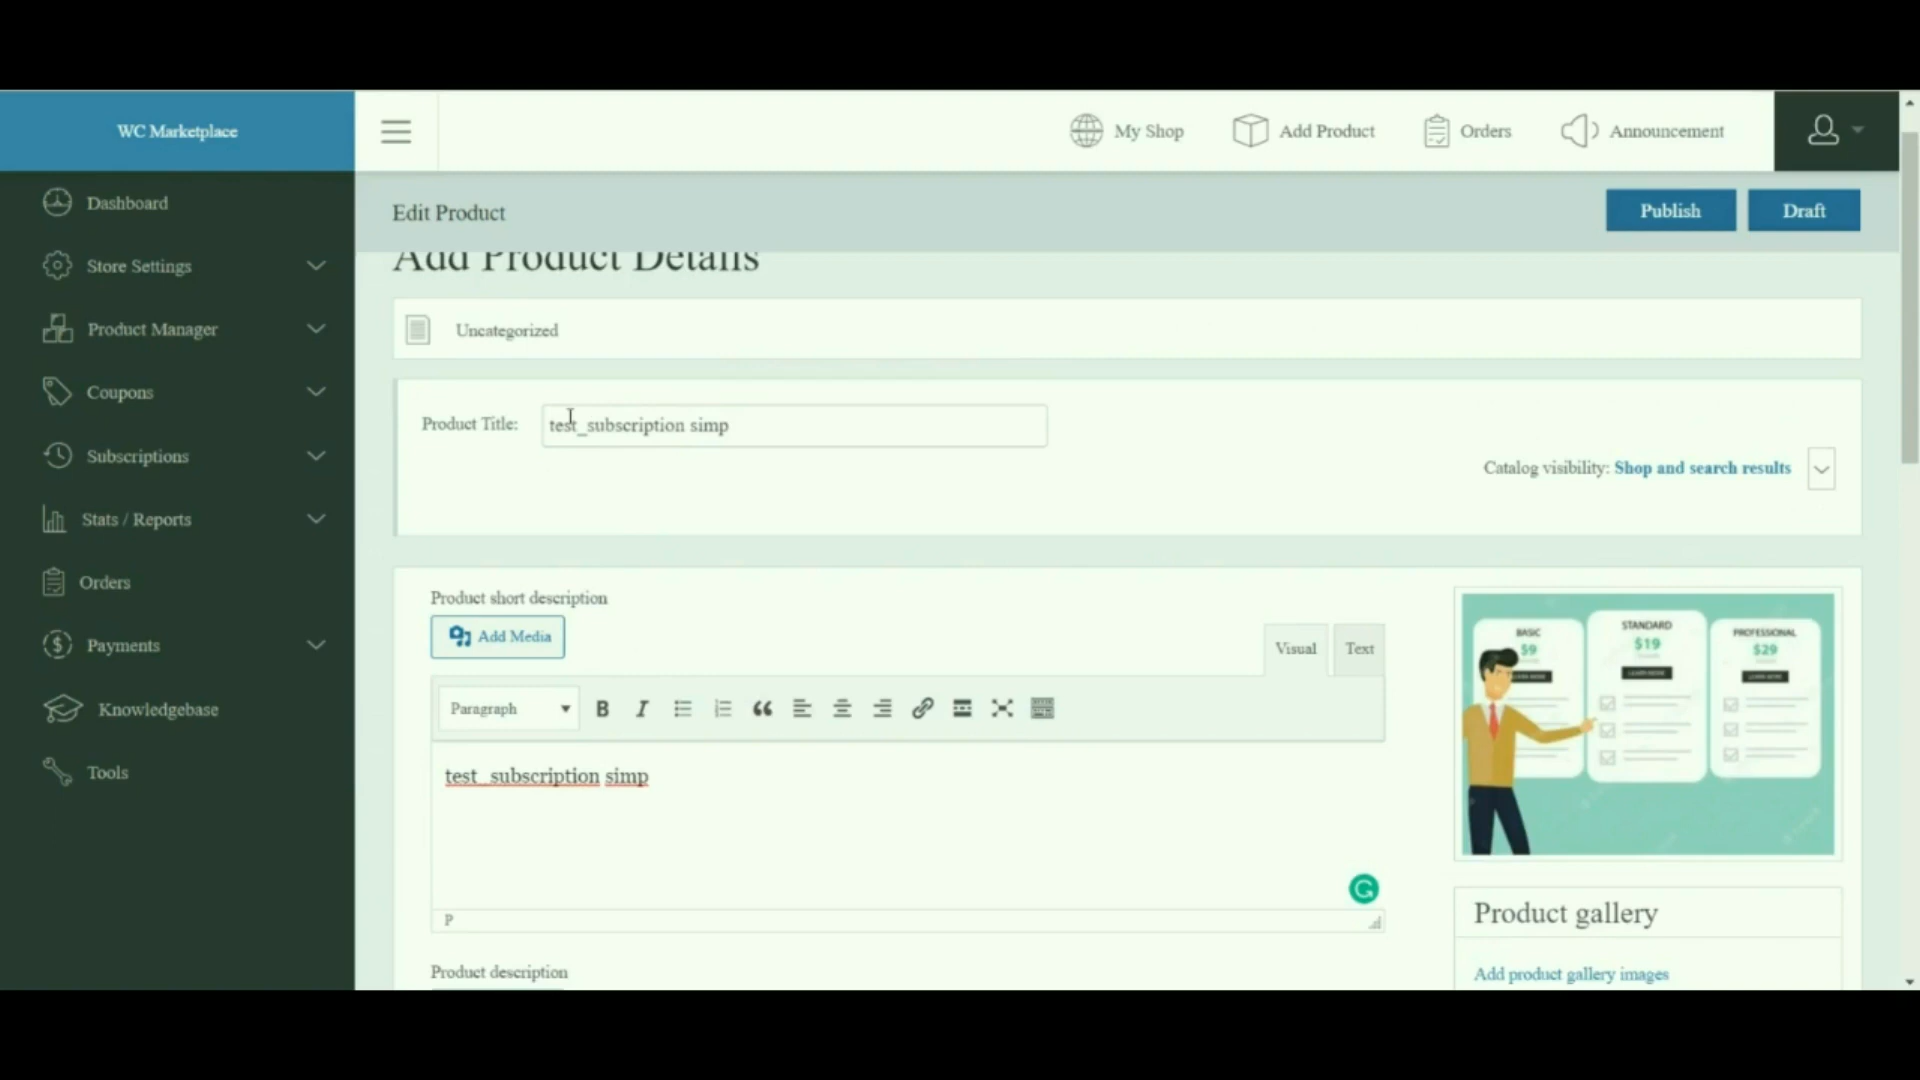 WC Marketplace
My Shop
Add Product
Orders
Announcement
Dashboard
Store Settings
Product Manager
Coupons
Subscriptions
Stats / Reports
Orders
Payments
Knowledgebase
Tools
Edit Product
Publish
Draft
Add Product Details
Uncategorized
Product Title:
test_subscription simp
Catalog visibility: Shop and search results
Product short description
Add Media
Visual
Text
Paragraph
B
I
test_subscription simp
P
Product description
BASIC
$9
STANDARD
$19
LEARN MORE
PROFESSIONAL
$29
LEARN MORE
Product gallery
Add product gallery images